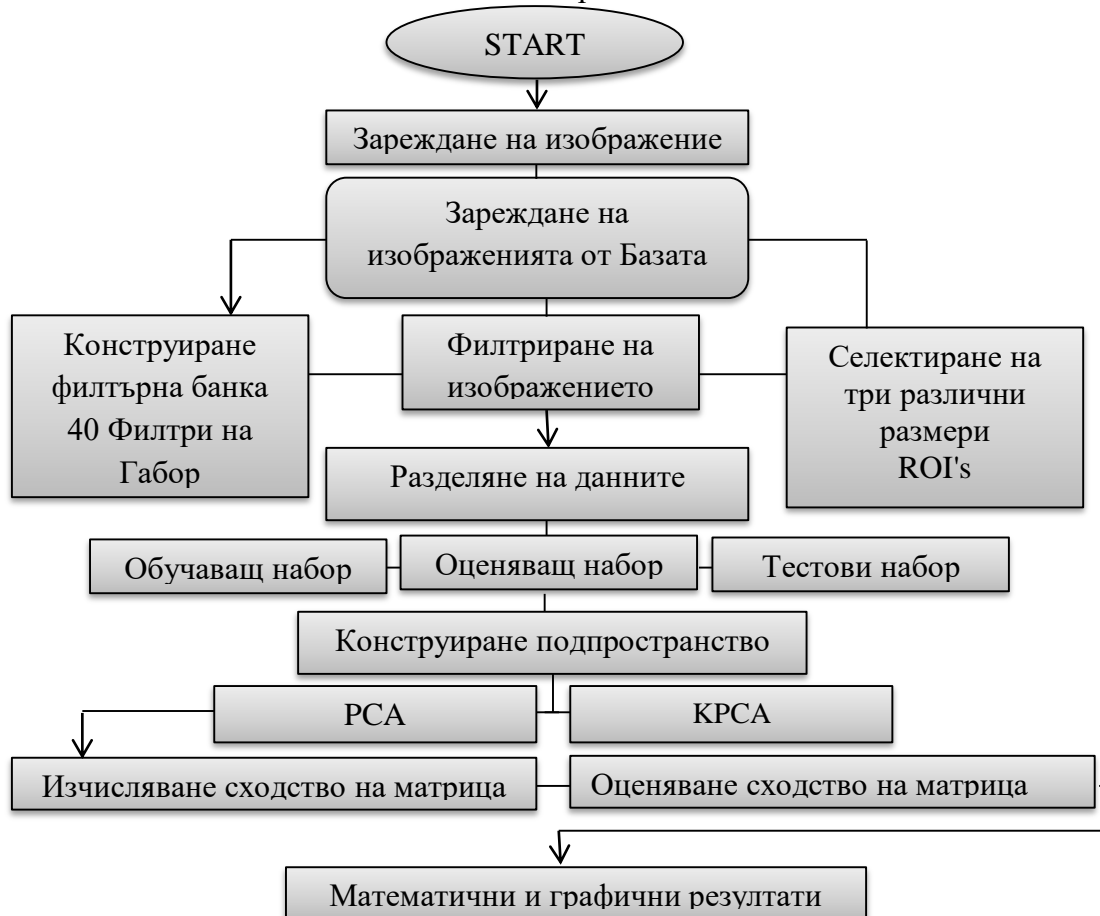 START
Зареждане на изображение
Зареждане на
изображенията от Базата
Конструиране
филтърна банка
40 Филтри на
Габор
Филтриране на
изображението
Селектиране на
три различни
размери
ROI's
Разделяне на данните
Обучаващ набор
Оценяващ набор
Тестови набор
Конструиране подпространство
PCA
KPCA
Изчисляване сходство на матрица
Оценяване сходство на матрица
Математични и графични резултати